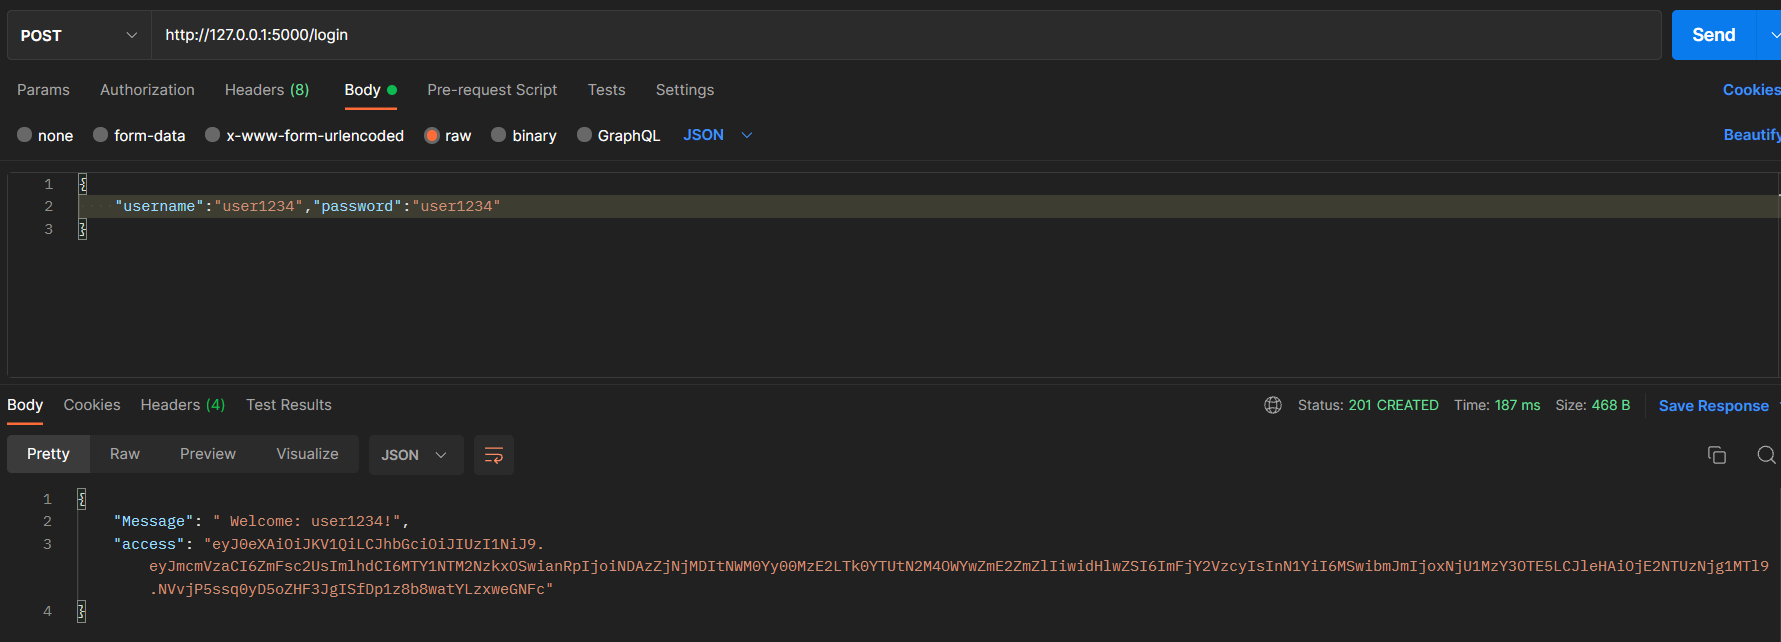 POST http://127.0.0.1:5000/login Send
Params Authorization Headers (8) Body Pre-request Script Tests Settings Cookies
none form-data x-www-form-urlencoded raw binary GraphQL JSON Beautify
1 {
2 "username":"user1234","password":"user1234"
3 }
Body Cookies Headers (4) Test Results Status: 201 CREATED Time: 187 ms Size: 468 B Save Response
Pretty Raw Preview Visualize JSON
1 {
2 "Message": " Welcome: user1234!",
3 "access": "eyJ0eXAiOiJKV1QiLCJhbGciOiJIUzI1NiJ9.
eyJmcmVzaCI6ZmFsc2UsImlhdCI6MTY1NTM2NzkxOSwianRpIjoiNDAzZjNjMDItNWM0Yy00MzE2LTk0YTUtN2M4OWYwZmE2ZmZlIiwidHlwZSI6ImFjY2VzcyIsInN1YiI6MSwibmJmIjoxNjU1MzY3OTE5LCJleHAiOjE2NTUzNjg1MTl9
.NVvjP5ssq0yD5oZHF3JgISfDp1z8b8watYLzxweGNFc"
4 }